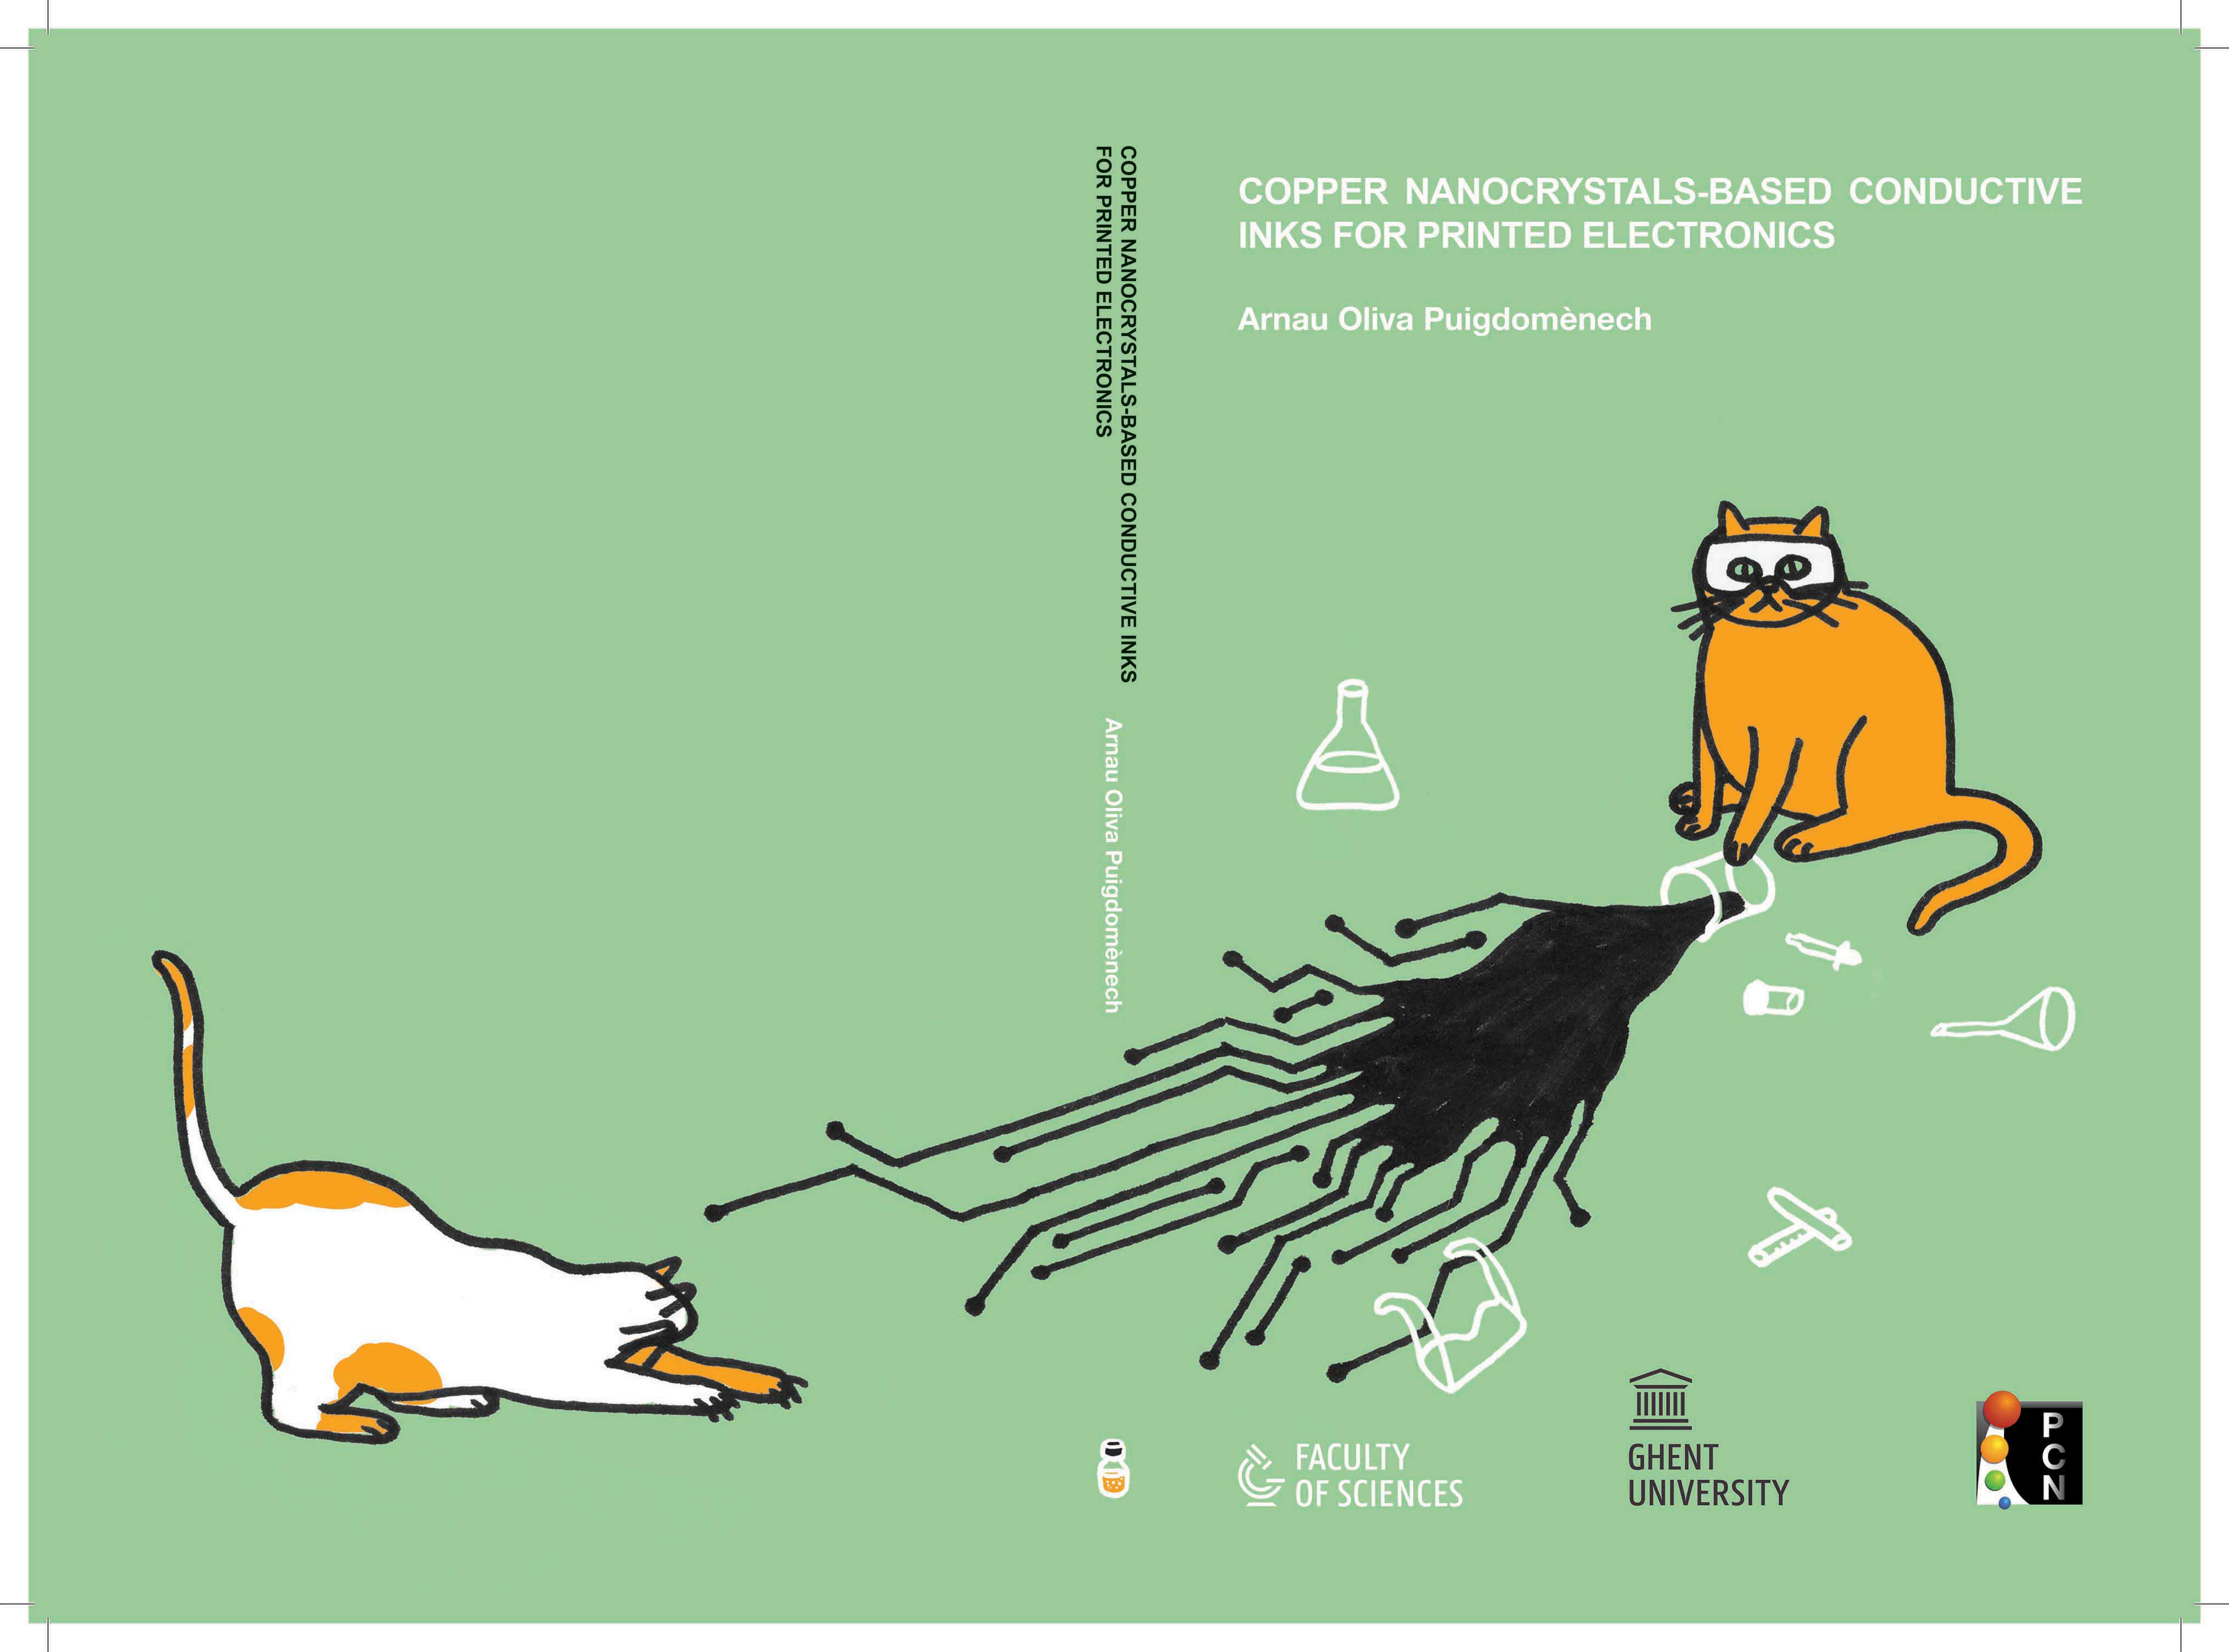 COPPER NANOCRYSTALS-BASED CONDUCTIVE INKS
FOR PRINTED ELECTRONICS
Arnau Oliva Puigdomènech
COPPER NANOCRYSTALS-BASED CONDUCTIVE
INKS FOR PRINTED ELECTRONICS
Arnau Oliva Puigdomènech
FACULTY
OF SCIENCES
GHENT
UNIVERSITY
P
C
N